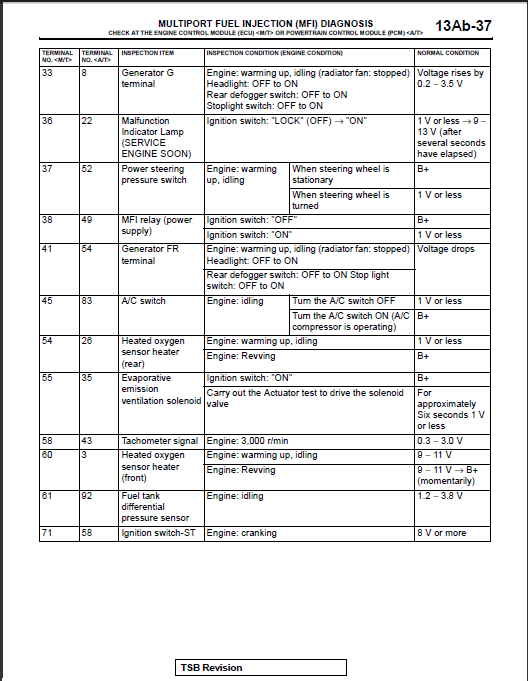 MULTIPORT FUEL INJECTION (MFI) DIAGNOSIS
CHECK AT THE ENGINE CONTROL MODULE (ECU) <M/T> OR POWERTRAIN CONTROL MODULE (PCM) <A/T>
13Ab-37
TERMINAL NO. <M/T> TERMINAL NO. <A/T> INSPECTION ITEM INSPECTION CONDITION (ENGINE CONDITION) NORMAL CONDITION
33 8 Generator G Engine: warming up, idling (radiator fan: stopped) Voltage rises by
terminal Headlight: OFF to ON 0.2 – 3.5 V
Rear defogger switch: OFF to ON
Stoplight switch: OFF to ON
36 22 Malfunction Ignition switch: "LOCK" (OFF) → "ON" 1 V or less → 9 –
Indicator Lamp 13 V (after
(SERVICE several seconds
ENGINE SOON) have elapsed)
37 52 Power steering Engine: warming When steering wheel is B+
pressure switch up, idling stationary
When steering wheel is 1 V or less
turned
38 49 MFI relay (power Ignition switch: "OFF" B+
supply) Ignition switch: "ON" 1 V or less
41 54 Generator FR Engine: warming up, idling (radiator fan: stopped) Voltage drops
terminal Headlight: OFF to ON
Rear defogger switch: OFF to ON Stop light
switch: OFF to ON
45 83 A/C switch Engine: idling Turn the A/C switch OFF 1 V or less
Turn the A/C switch ON (A/C B+
compressor is operating)
54 26 Heated oxygen Engine: warming up, idling 1 V or less
sensor heater Engine: Revving B+
(rear)
55 35 Evaporative Ignition switch: "ON" B+
emission Carry out the Actuator test to drive the solenoid For
ventilation solenoid valve approximately
Six seconds 1 V
or less
58 43 Tachometer signal Engine: 3,000 r/min 0.3 – 3.0 V
60 3 Heated oxygen Engine: warming up, idling 9 – 11 V
sensor heater Engine: Revving 9 – 11 V → B+
(front) (momentarily)
61 92 Fuel tank Engine: idling 1.2 – 3.8 V
differential
pressure sensor
71 58 Ignition switch-ST Engine: cranking 8 V or more
TSB Revision